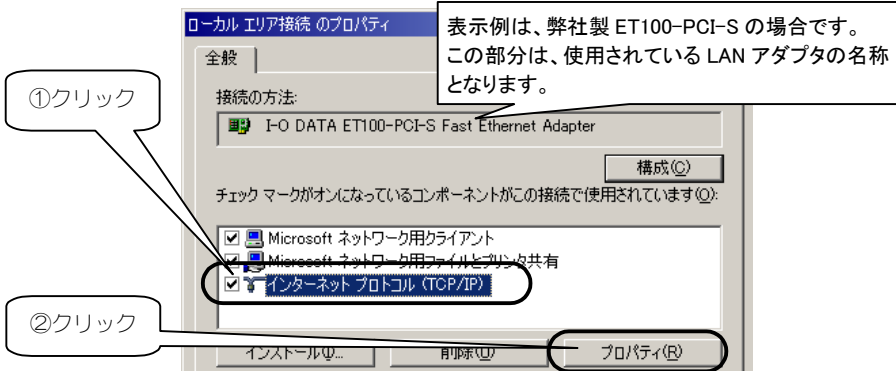 ローカル エリア接続 のプロパティ
表示例は、弊社製 ET100-PCI-S の場合です。
この部分は、使用されている LAN アダプタの名称
となります。
全般
①クリック
接続の方法:
I-O DATA ET100-PCI-S Fast Ethernet Adapter
構成(C)
チェック マークがオンになっているコンポーネントがこの接続で使用されています(O):
Microsoft ネットワーク用クライアント
Microsoft ネットワーク用ファイルとプリンタ共有
インターネット プロトコル (TCP/IP)
②クリック
インストール(I)...
削除(U)
プロパティ(R)